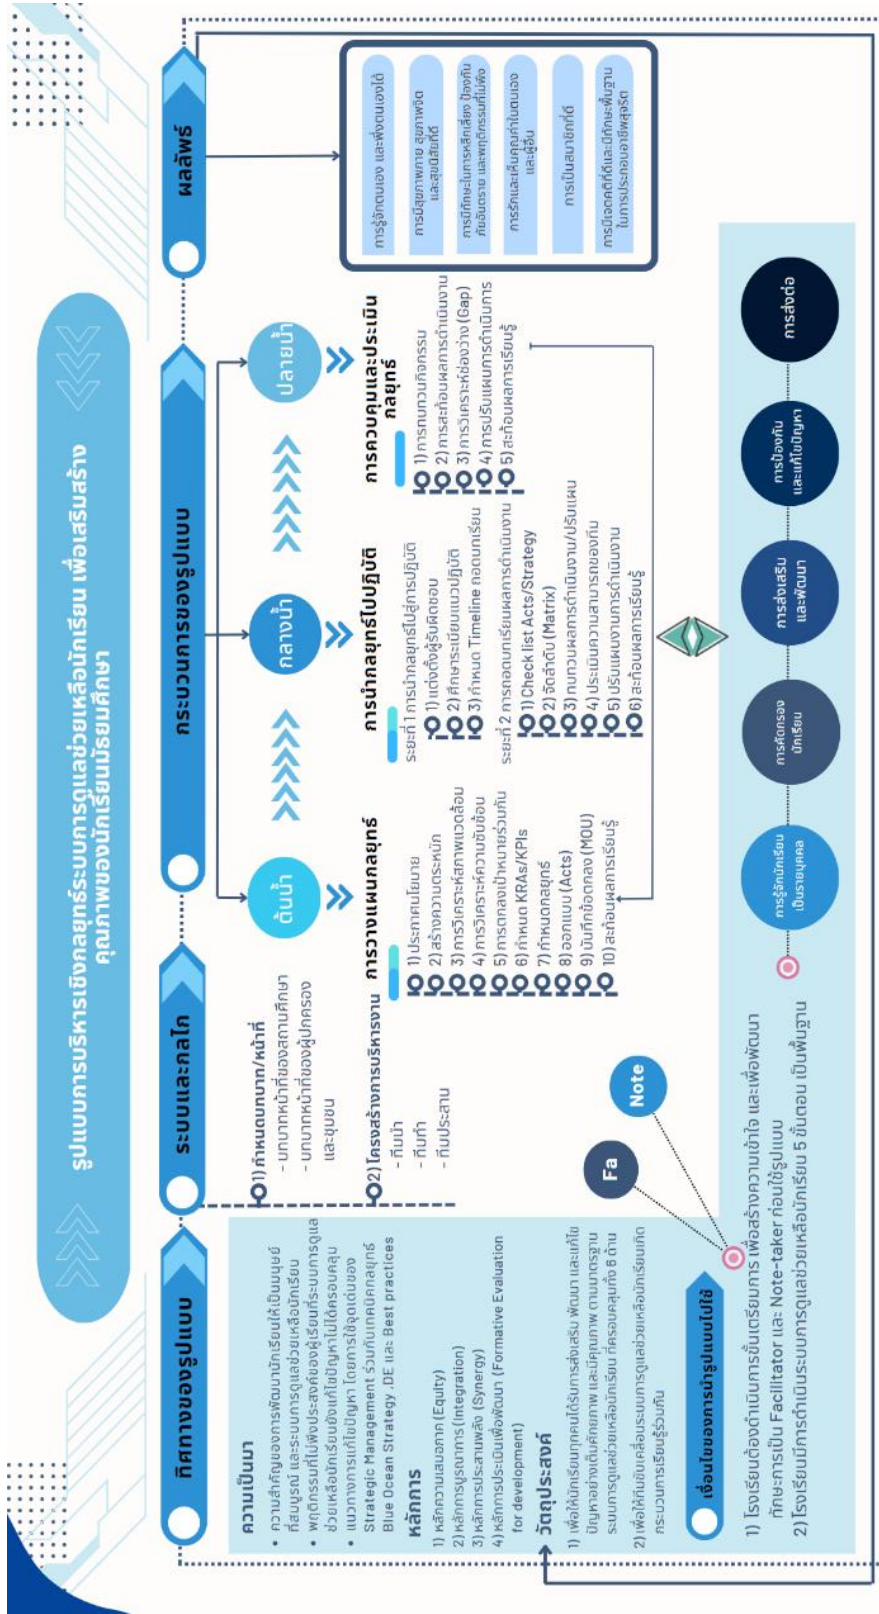 รูปแบบการบริหารเชิงกลยุทธ์ระบบการดูแลช่วยเหลือนักเรียน เพื่อเสริมสร้าง
คุณภาพของนักเรียนมัธยมศึกษา
ทิศทางของรูปแบบ
ความเป็นมา
• ความสำคัญของการพัฒนานักเรียนให้เป็นมนุษย์
ที่สมบูรณ์ และระบบการดูแลช่วยเหลือนักเรียน
• พฤติกรรมที่ไม่พึงประสงค์ของผู้เรียนที่ระบบการดูแล
ช่วยเหลือนักเรียนยังแก้ไขปัญหาไม่ได้ครอบคลุม
• แนวทางการแก้ไขปัญหา โดยการใช้จุดเด่นของ
Strategic Management ร่วมกับเทคนิคกลยุทธ์
Blue Ocean Strategy ,DE และ Best practices
หลักการ
1) หลักความเสมอภาค (Equity)
2) หลักการบูรณาการ (Integration)
3) หลักการประสานพลัง (Synergy)
4) หลักการประเมินเพื่อพัฒนา (Formative Evaluation
for development)
วัตถุประสงค์
1) เพื่อให้นักเรียนทุกคนได้รับการส่งเสริม พัฒนา และแก้ไข
ปัญหาอย่างเต็มศักยภาพ และมีคุณภาพ ตามมาตรฐาน
ระบบการดูแลช่วยเหลือนักเรียน ที่ครอบคลุมทั้ง 6 ด้าน
2) เพื่อให้ทีมขับเคลื่อนระบบการดูแลช่วยเหลือนักเรียนเกิด
กระบวนการเรียนรู้ร่วมกัน
ระบบและกลไก
1) กำหนดบทบาท/หน้าที่
- บทบาทหน้าที่ของสถานศึกษา
- บทบาทหน้าที่ของผู้ปกครอง
และชุมชน
2) โครงสร้างการบริหารงาน
- ทีมนำ
- ทีมทำ
- ทีมประสาน
กระบวนการของรูปแบบ
ต้นน้ำ
การวางแผนกลยุทธ์
1) ประกาศนโยบาย
2) สร้างความตระหนัก
3) การวิเคราะห์สภาพแวดล้อม
4) การวิเคราะห์ความซับซ้อน
5) การตกลงเป้าหมายร่วมกัน
6) กำหนด KRAs/KPIs
7) กำหนดกลยุทธ์
8) ออกแบบ (Acts)
9) บันทึกข้อตกลง (MOU)
10) สะท้อนผลการเรียนรู้
กลางน้ำ
การนำกลยุทธ์ไปปฏิบัติ
ระยะที่ 1 การนำกลยุทธ์ไปสู่การปฏิบัติ
1) แต่งตั้งผู้รับผิดชอบ
2) ศึกษาระเบียบแนวปฏิบัติ
3) กำหนด Timeline ถอดบทเรียน
ระยะที่ 2 การถอดบทเรียนผลการดำเนินงาน
1) Check list Acts/Strategy
2) จัดลำดับ (Matrix)
3) ทบทวนผลการดำเนินงาน/ปรับแผน
4) ประเมินความสามารถของทีม
5) ปรับแผนงานการดำเนินงาน
6) สะท้อนผลการเรียนรู้
ปลายน้ำ
การควบคุมและประเมิน
กลยุทธ์
1) การทบทวนกิจกรรม
2) การสะท้อนผลการดำเนินงาน
3) การวิเคราะห์ช่องว่าง (Gap)
4) การปรับแผนการดำเนินการ
5) สะท้อนผลการเรียนรู้
ผลลัพธ์
การรู้จักตนเอง และพึ่งตนเองได้
การมีสุขภาพกาย สุขภาพจิต
และสุขนิสัยที่ดี
การมีทักษะในการหลีกเลี่ยง ป้องกัน
ภัยอันตราย และพฤติกรรมที่ไม่พึง
การรักและเห็นคุณค่าในตนเอง
และผู้อื่น
การเป็นสมาชิกที่ดี
การมีเจตคติที่ดีและมีทักษะพื้นฐาน
ในการประกอบอาชีพสุจริต
เงื่อนไขของการนำรูปแบบไปใช้
Fa
Note
1) โรงเรียนต้องดำเนินการขั้นเตรียมการ เพื่อสร้างความเข้าใจ และเพื่อพัฒนา
ทักษะการเป็น Facilitator และ Note-taker ก่อนใช้รูปแบบ
2) โรงเรียนมีการดำเนินระบบการดูแลช่วยเหลือนักเรียน 5 ขั้นตอน เป็นพื้นฐาน
การรู้จักนักเรียน
เป็นรายบุคคล
การคัดกรอง
นักเรียน
การส่งเสริม
และพัฒนา
การป้องกัน
และแก้ไขปัญหา
การส่งต่อ